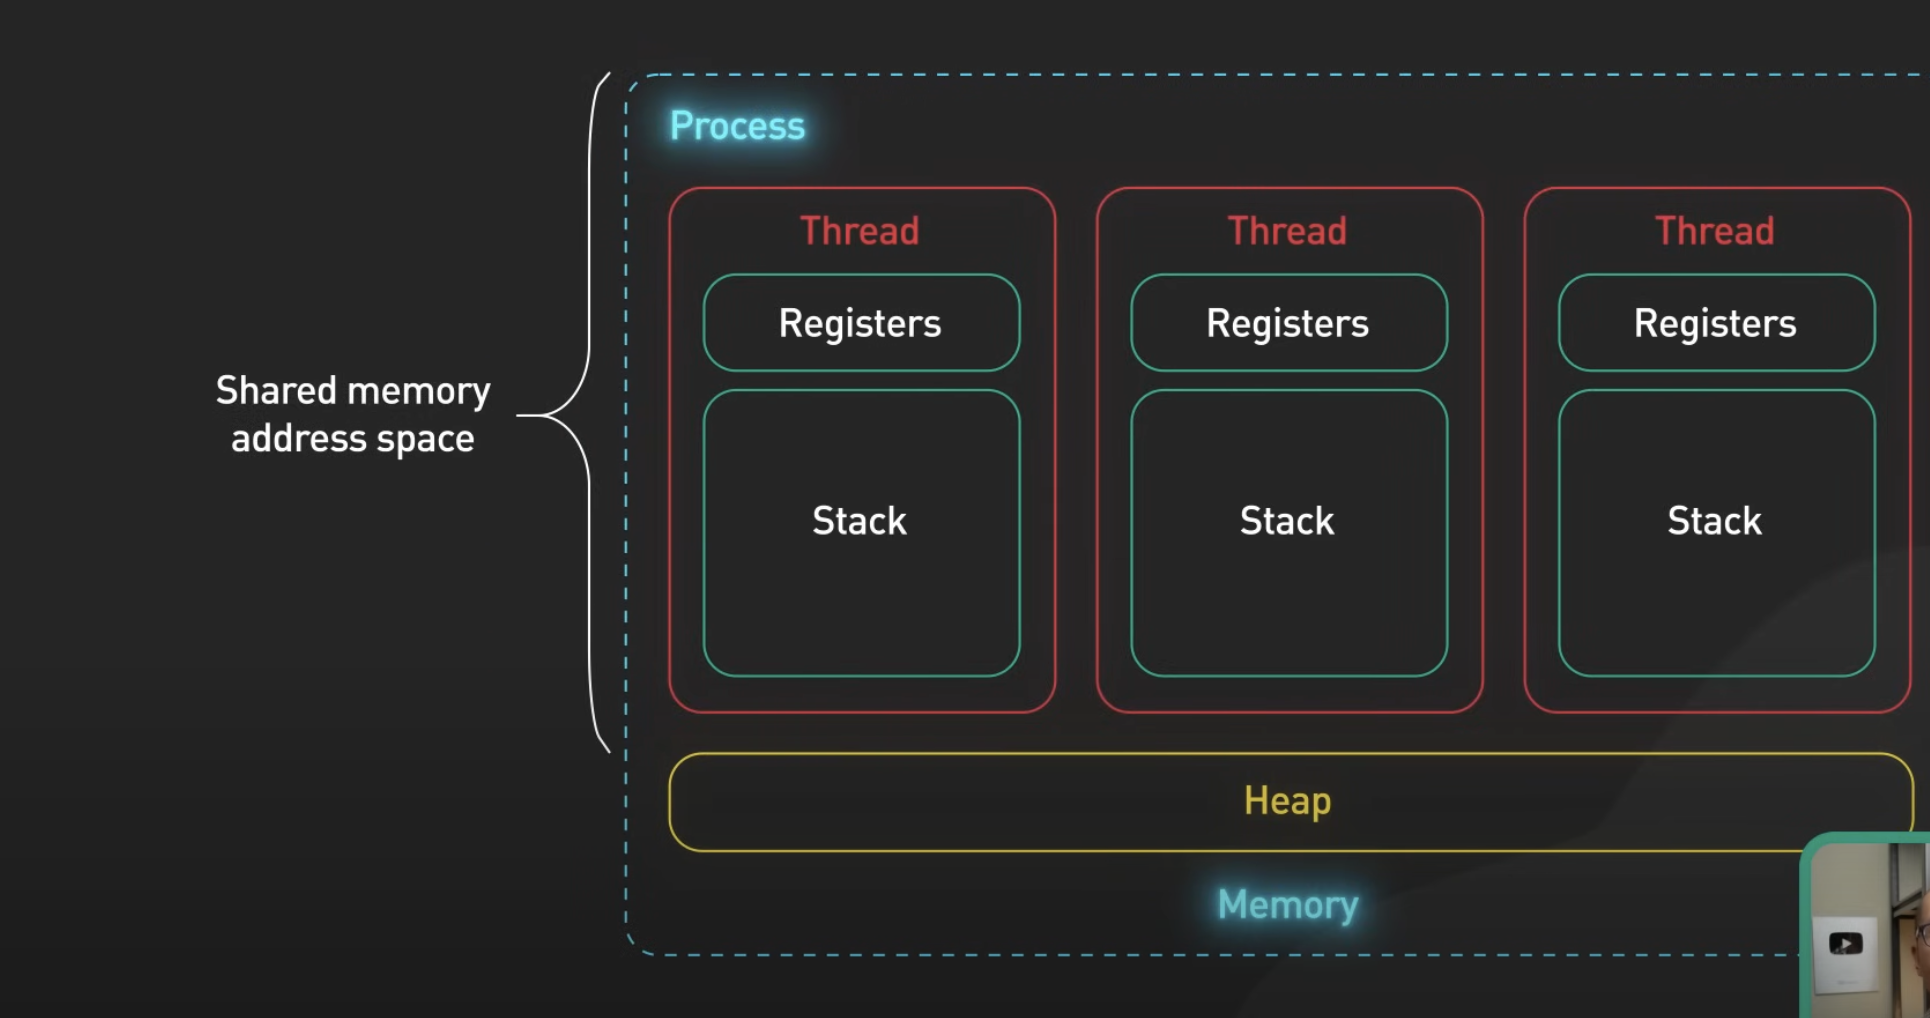 Process
Thread
Thread
Thread
Registers
Registers
Registers
Shared memory
address space
Stack
Stack
Stack
Heap
Memory